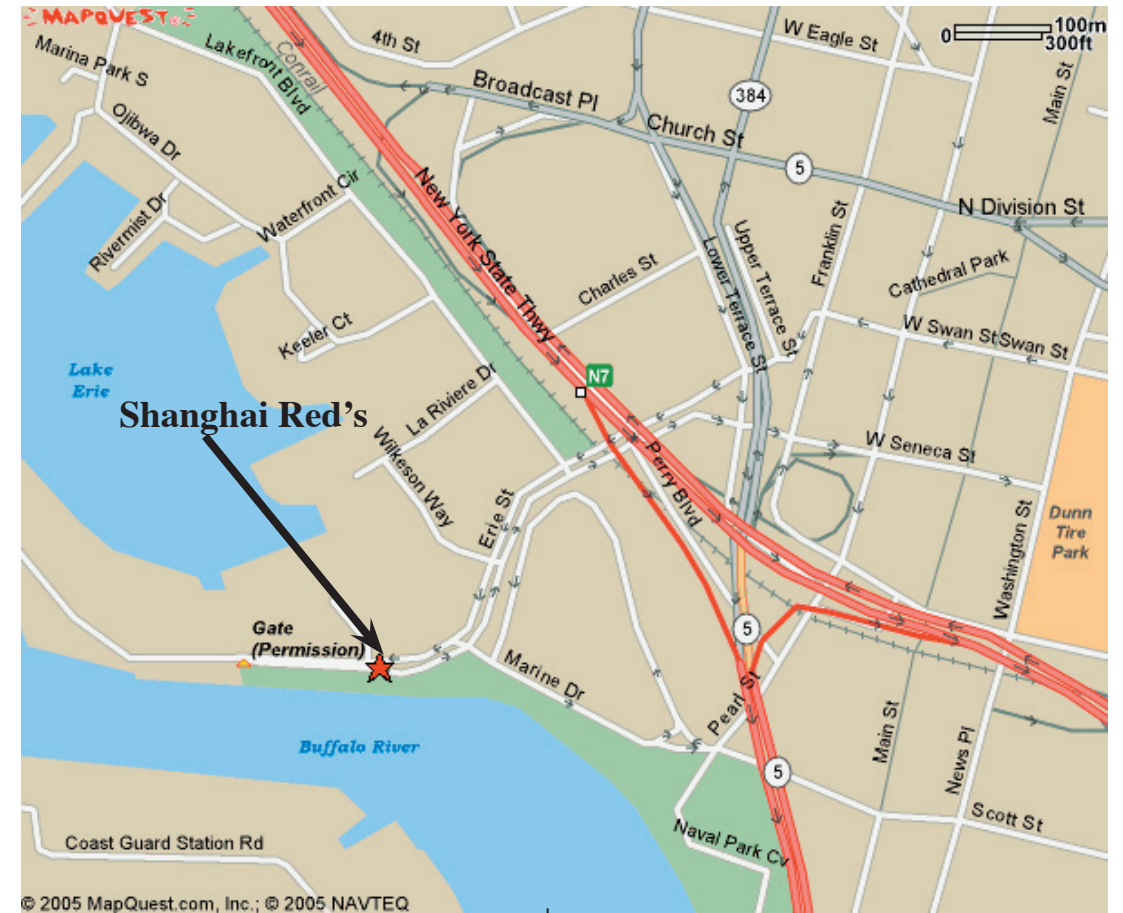 MAPQUEST
100m
0
300ft
4th St
W Eagle St
Marina Park S
Lakefront Blvd
Conrail
Main St
Broadcast Pl
384
Ojibwa Dr
Church St
5
New York State Thwy
Waterfront Cir
N Division St
Rivermist Dr
Franklin St
Upper Terrace St
Lower Terrace St
Charles St
Cathedral Park
Keeler Ct
W Swan St
Swan St
Lake
Erie
N7
La Riviere Dr
Shanghai Red's
Wilkeson Way
Perry Blvd
W Seneca St
Erie St
Dunn
Tire
Park
Washington St
Gate
(Permission)
5
Marine Dr
Pearl St
Buffalo River
Main St
News Pl
5
Scott St
Naval Park Cv
Coast Guard Station Rd
© 2005 MapQuest.com, Inc.; © 2005 NAVTEQ